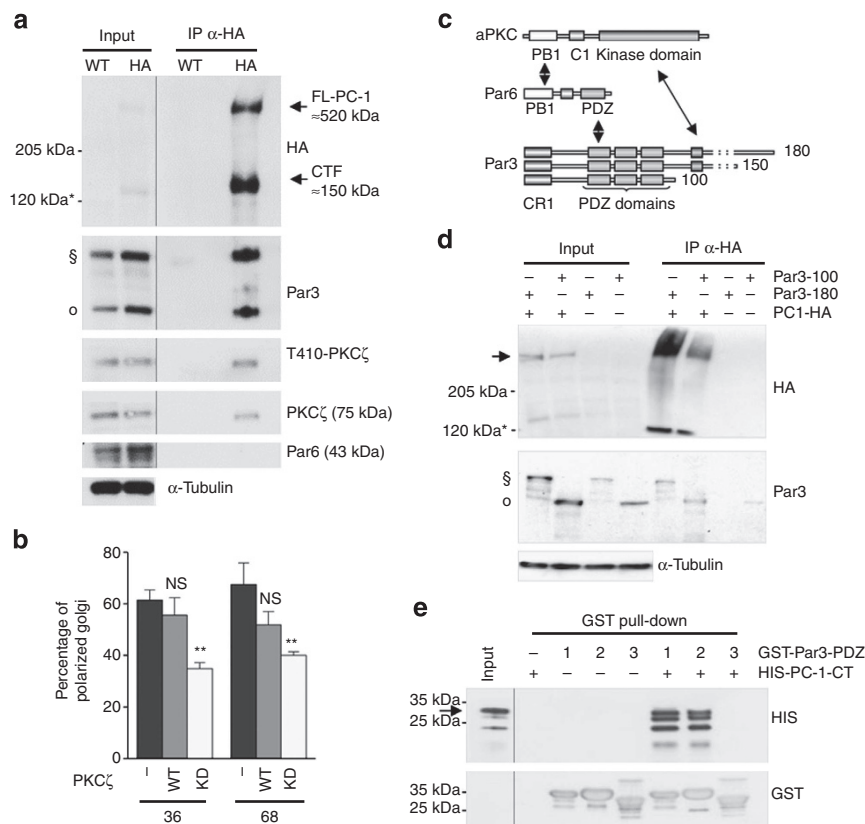 a
Input
IP α-HA
WT HA WT HA
FL-PC-1
≈520 kDa
HA
205 kDa
CTF
≈150 kDa
120 kDa*
§
Par3
o
T410-PKCζ
PKCζ (75 kDa)
Par6 (43 kDa)
α-Tubulin
b
Percentage of
polarized golgi
80
60
40
20
0
NS
**
NS
**
PKCζ – WT KD – WT KD
36 68
c
aPKC
PB1 C1 Kinase domain
Par6
PB1 PDZ
180
Par3
150
100
CR1 PDZ domains
d
Input IP α-HA
– + – + – + – + Par3-100
+ – + – + – + – Par3-180
+ + – – + + – – PC1-HA
205 kDa
HA
120 kDa*
§
Par3
o
α-Tubulin
e
GST pull-down
Input
– 1 2 3 1 2 3 GST-Par3-PDZ
+ – – – + + + HIS-PC-1-CT
35 kDa
25 kDa
HIS
35 kDa
25 kDa
GST